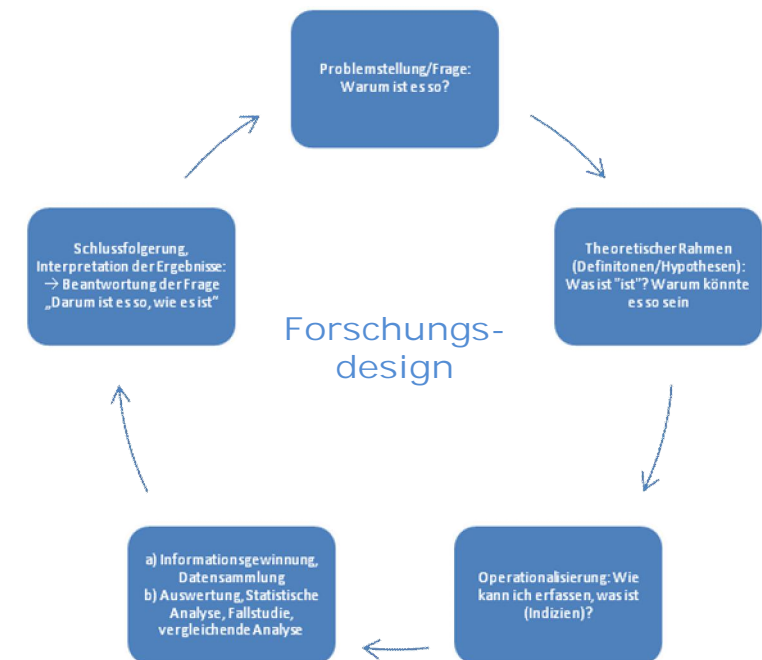 Problemstellung/Frage:
Warum ist es so?
Theoretischer Rahmen
(Definitonen/Hypothesen):
Was ist "ist"? Warum könnte
es so sein
Operationalisierung: Wie
kann ich erfassen, was ist
(Indizien)?
a) Informationsgewinnung,
Datensammlung
b) Auswertung, Statistische
Analyse, Fallstudie,
vergleichende Analyse
Schlussfolgerung,
Interpretation der Ergebnisse:
→ Beantwortung der Frage
„Darum ist es so, wie es ist"
Forschungs-
design